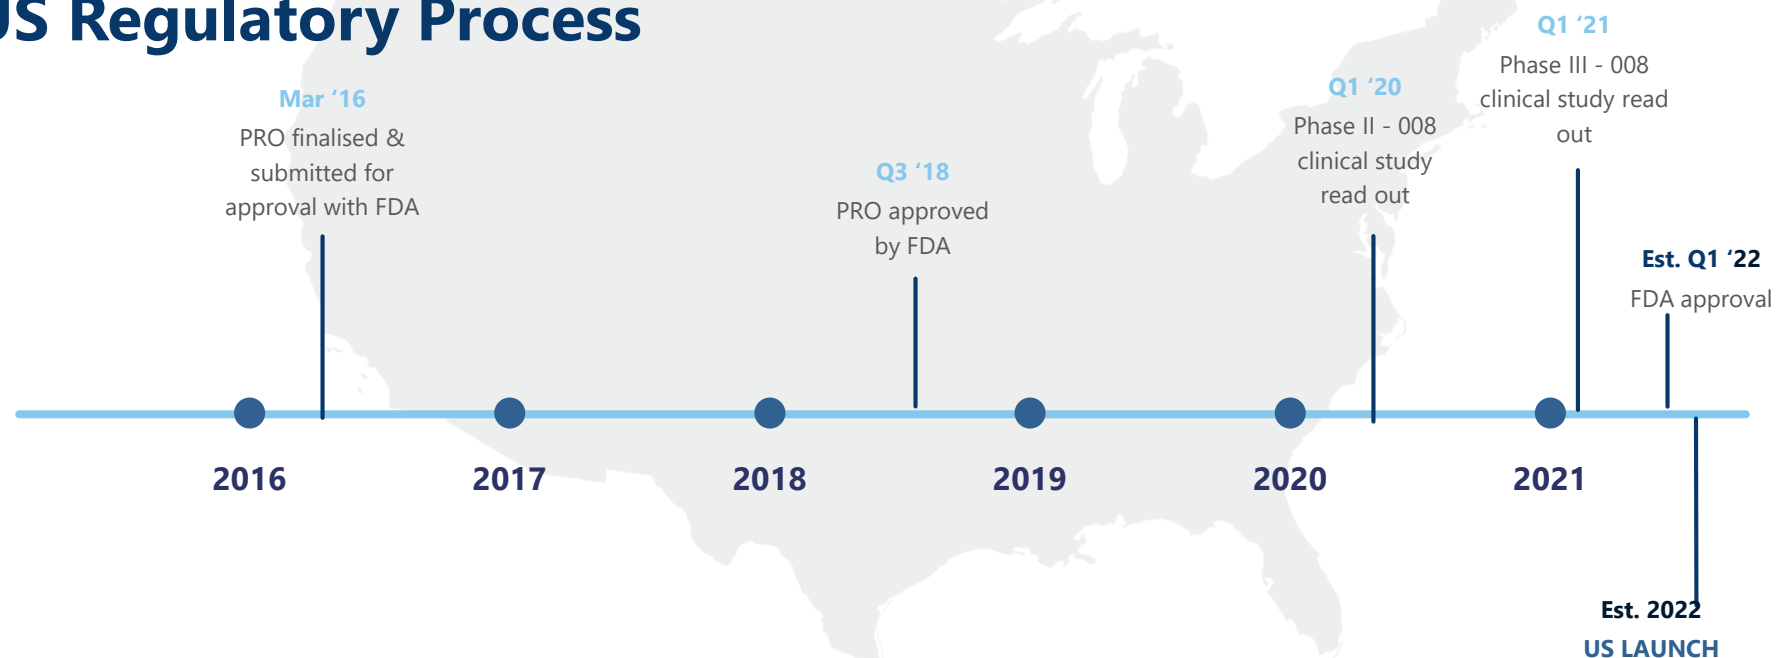 US Regulatory Process
Mar ‘16
PRO finalised &
submitted for
approval with FDA
Q3 ‘18
PRO approved
by FDA
Q1 ‘20
Phase II - 008
clinical study
read out
Q1 ‘21
Phase III - 008
clinical study read
out
Est. Q1 ‘22
FDA approval
2016
2017
2018
2019
2020
2021
Est. 2022
US LAUNCH